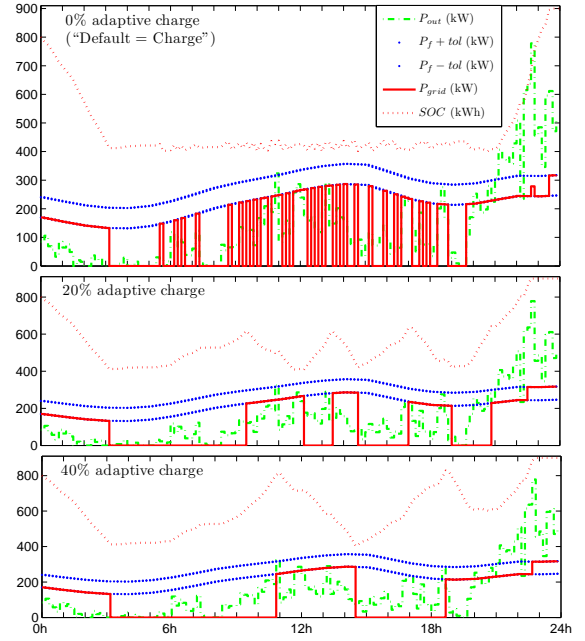 900
800
700
600
500
400
300
200
100
0
0% adaptive charge
(“Default = Charge”)
P_out (kW)
P_f + tol (kW)
P_f − tol (kW)
P_grid (kW)
SOC (kWh)
800
600
400
200
0
20% adaptive charge
800
600
400
200
0
40% adaptive charge
0h 6h 12h 18h 24h